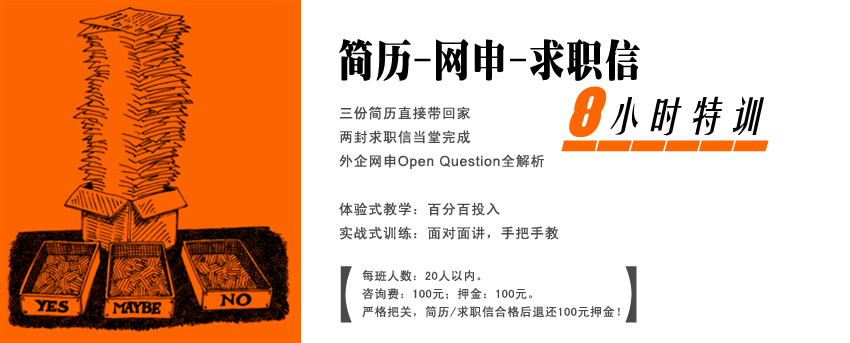 简历-网申-求职信
8小时特训
三份简历直接带回家
两封求职信当堂完成
外企网申Open Question全解析
体验式教学：百分百投入
实战式训练：面对面讲，手把手教
每班人数：20人以内。
咨询费：100元；押金：100元。
严格把关，简历/求职信合格后退还100元押金！
YES
MAYBE
NO